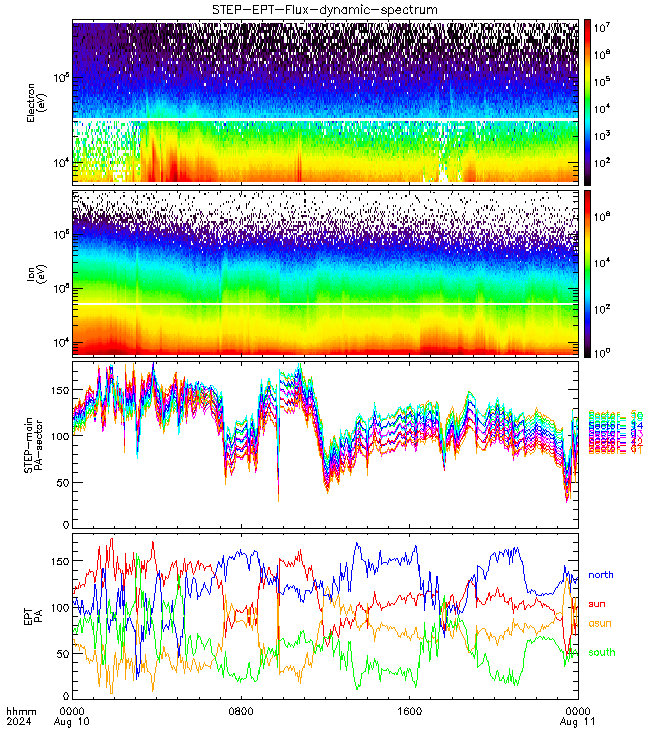 STEP-EPT-Flux-dynamic-spectrum
Electron
(eV)
10^5
10^4
10^7
10^6
10^5
10^4
10^3
10^2
Ion
(eV)
10^6
10^5
10^4
10^6
10^4
10^2
10^0
STEP-main
PA-sector
150
100
50
0
EPT
PA
150
100
50
0
north
sun
asun
south
hhmm
2024
0000
Aug 10
0800
1600
0000
Aug 11